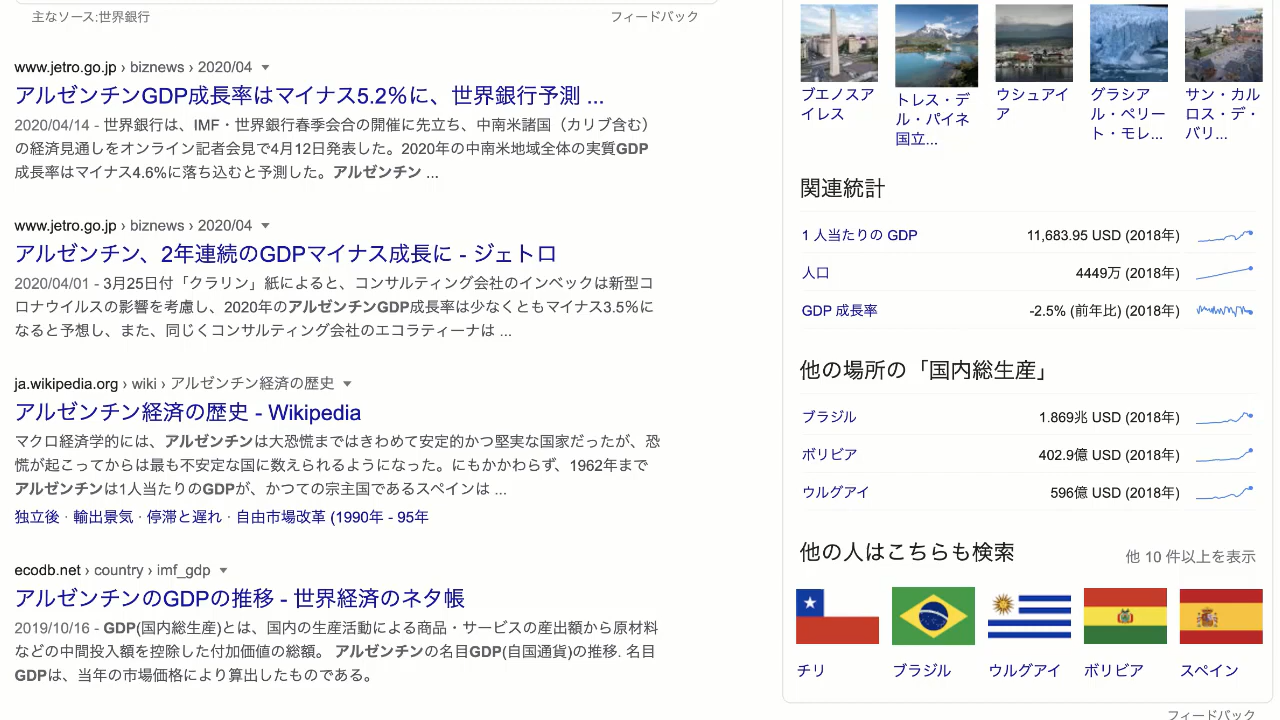 主なソース:世界銀行
フィードバック
www.jetro.go.jp › biznews › 2020/04
アルゼンチンGDP成長率はマイナス5.2%に、世界銀行予測 ...
2020/04/14 - 世界銀行は、IMF・世界銀行春季会合の開催に先立ち、中南米諸国（カリブ含む）
の経済見通しをオンライン記者会見で4月12日発表した。2020年の中南米地域全体の実質GDP
成長率はマイナス4.6%に落ち込むと予測した。アルゼンチン ...
www.jetro.go.jp › biznews › 2020/04
アルゼンチン、2年連続のGDPマイナス成長に - ジェトロ
2020/04/01 - 3月25日付「クラリン」紙によると、コンサルティング会社のインベックは新型コ
ロナウイルスの影響を考慮し、2020年のアルゼンチンGDP成長率は少なくともマイナス3.5%に
なると予想し、また、同じくコンサルティング会社のエコラティーナは ...
ja.wikipedia.org › wiki › アルゼンチン経済の歴史
アルゼンチン経済の歴史 - Wikipedia
マクロ経済学的には、アルゼンチンは大恐慌まではきわめて安定的かつ堅実な国家だったが、恐
慌が起こってからは最も不安定な国に数えられるようになった。にもかかわらず、1962年まで
アルゼンチンは1人当たりのGDPが、かつての宗主国であるスペインは ...
独立後 · 輸出景気 · 停滞と遅れ · 自由市場改革 (1990年 - 95年
ecodb.net › country › imf_gdp
アルゼンチンのGDPの推移 - 世界経済のネタ帳
2019/10/16 - GDP(国内総生産)とは、国内の生産活動による商品・サービスの産出額から原材料
などの中間投入額を控除した付加価値の総額。 アルゼンチンの名目GDP(自国通貨)の推移. 名目
GDPは、当年の市場価格により算出したものである。
ブエノスア
イレス
トレス・デ
ル・パイネ
国立...
ウシュアイ
ア
グラシア
ル・ペリー
ト・モレ...
サン・カル
ロス・デ・
バリ...
関連統計
1 人当たりの GDP 11,683.95 USD (2018年)
人口 4449万 (2018年)
GDP 成長率 -2.5% (前年比) (2018年)
他の場所の「国内総生産」
ブラジル 1.869兆 USD (2018年)
ボリビア 402.9億 USD (2018年)
ウルグアイ 596億 USD (2018年)
他の人はこちらも検索
他 10 件以上を表示
チリ ブラジル ウルグアイ ボリビア スペイン
フィードバック